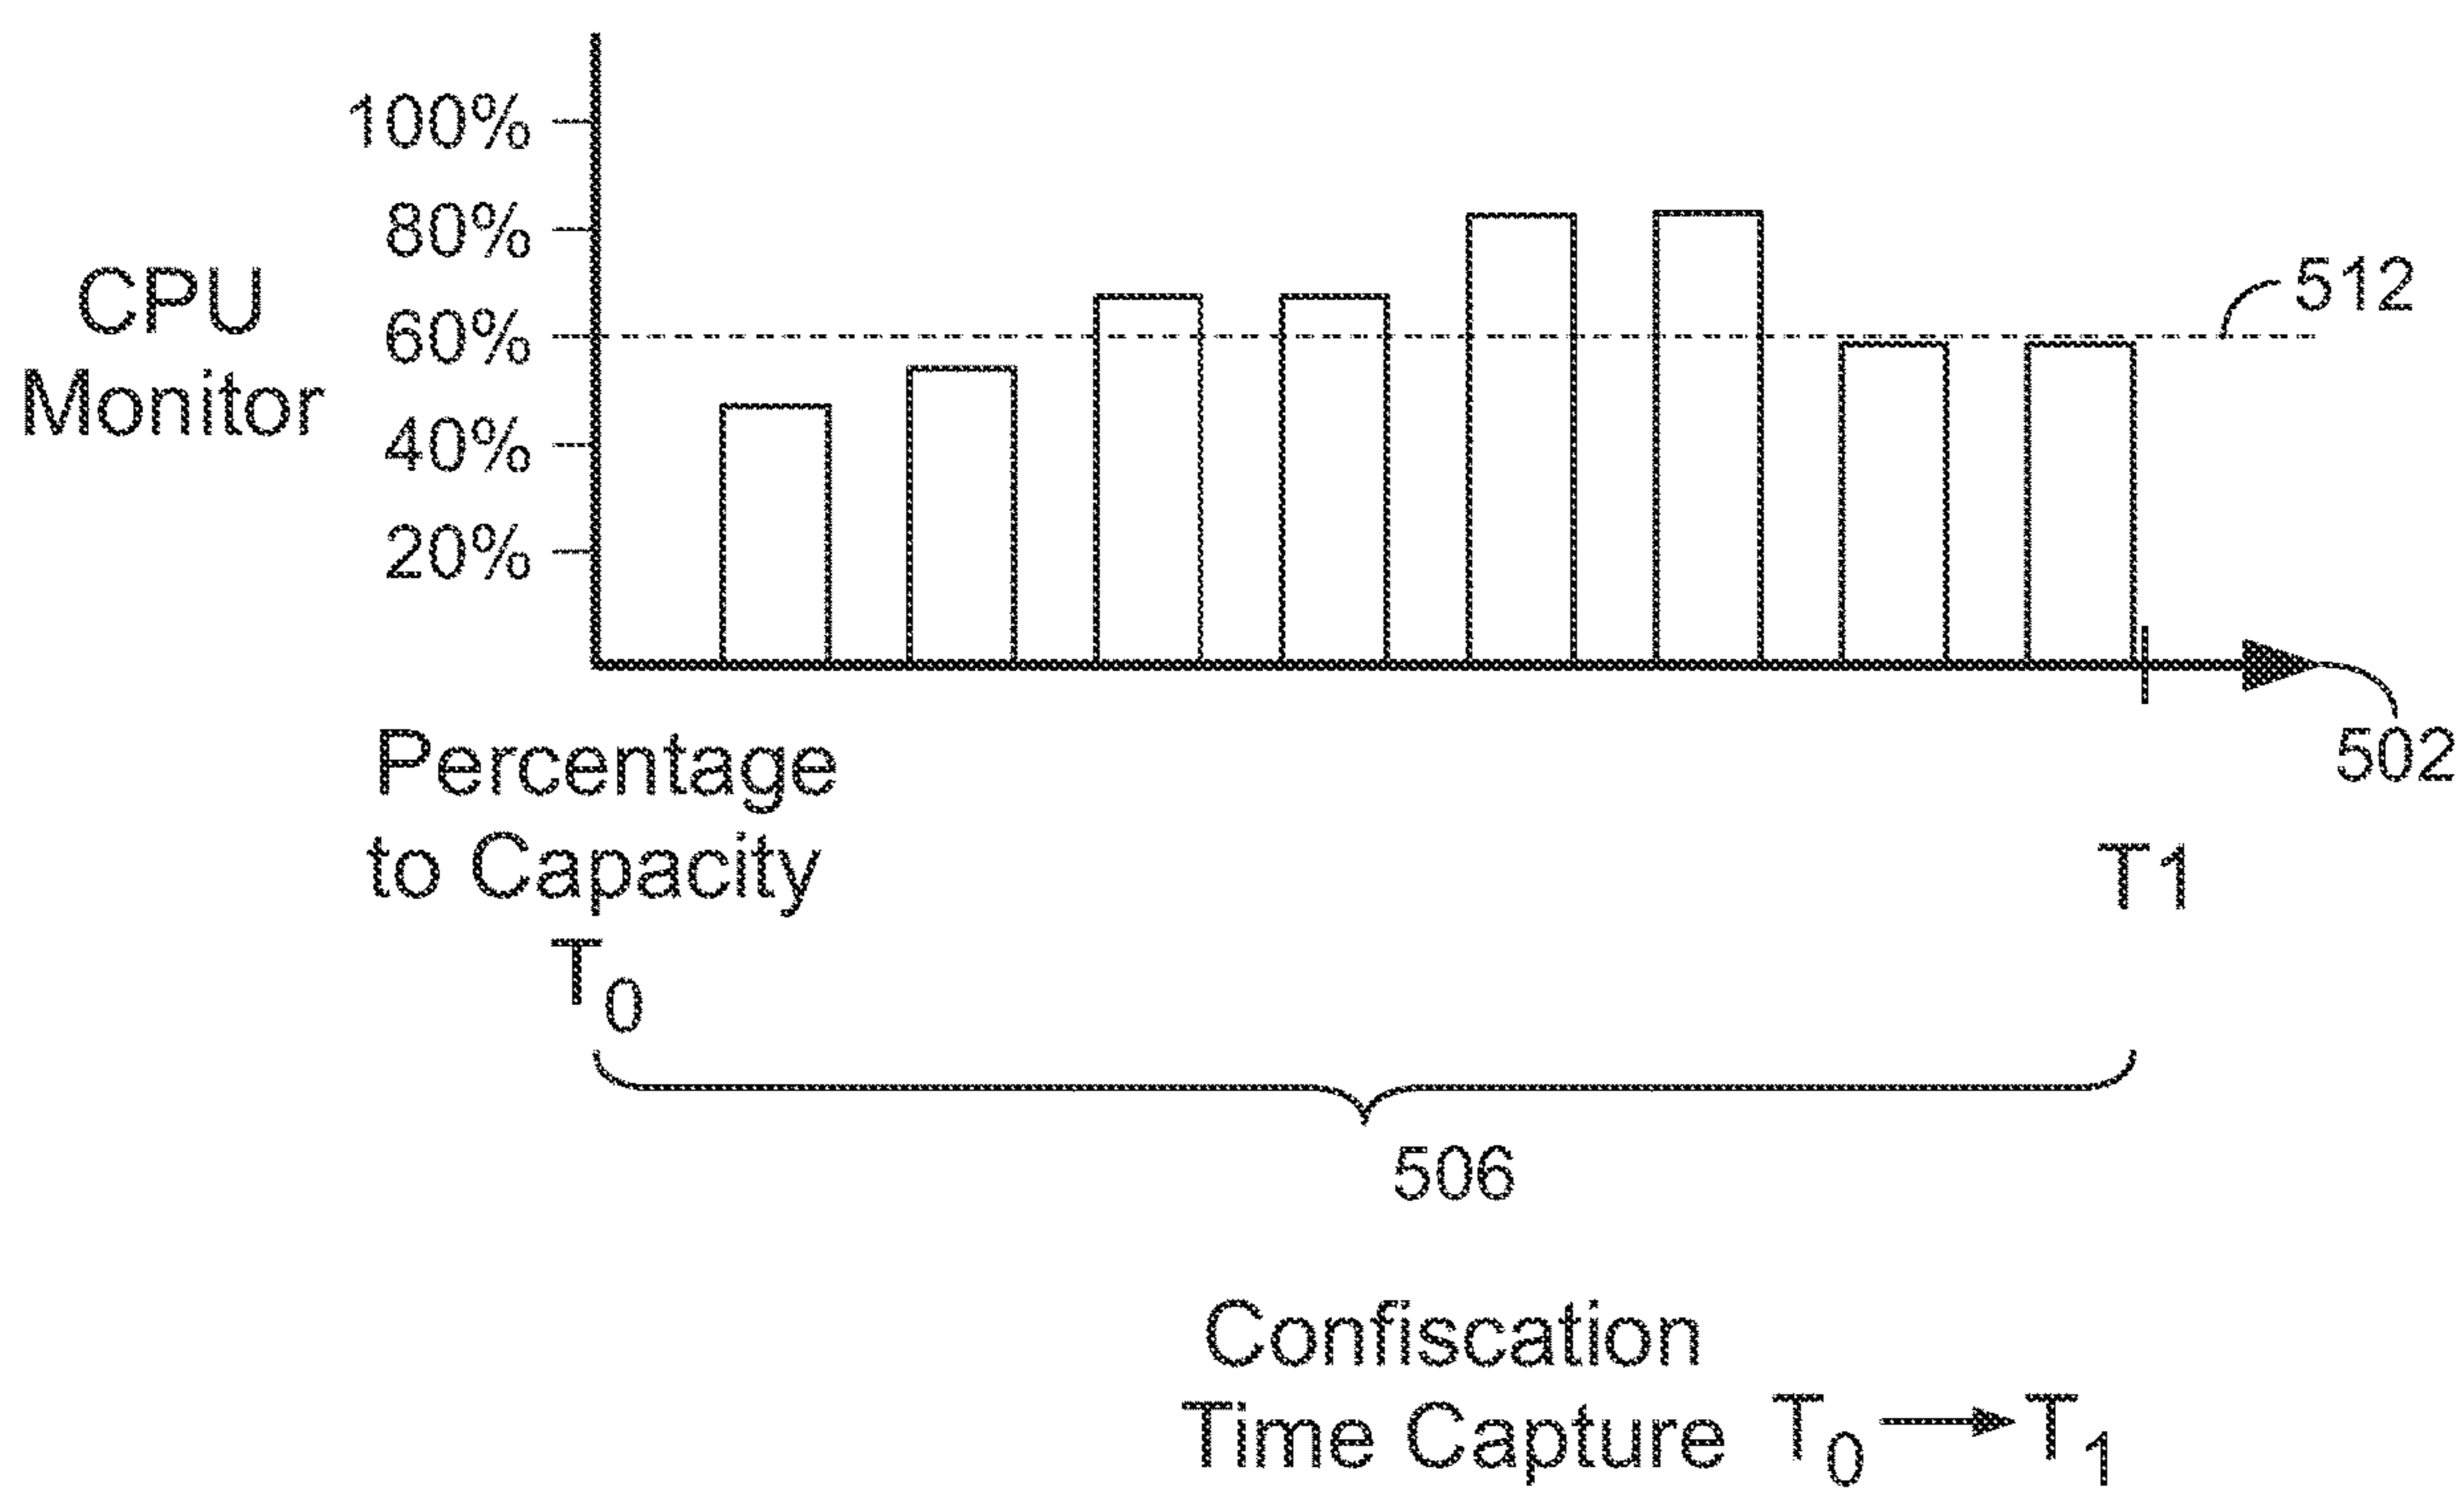 100%
80%
CPU
Monitor
60%
40%
20%
512
502
Percentage
to Capacity
T0
T1
506
Confiscation
Time Capture T0 → T1